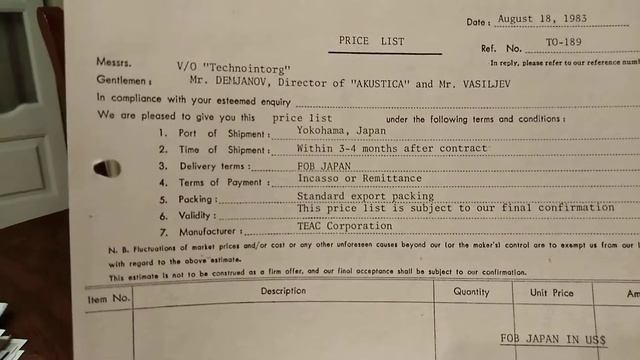 Date: August 18, 1983
PRICE LIST
Ref. No. TO-189
In reply, please refer to our reference
Messrs. V/O "Technointorg"
Gentlemen: Mr. DEMJANOV, Director of "AKUSTICA" and Mr. VASILJEV
In compliance with your esteemed enquiry
We are pleased to give you this price list under the following terms and conditions:
1. Port of Shipment: Yokohama, Japan
2. Time of Shipment: Within 3-4 months after contract
3. Delivery terms: FOB JAPAN
4. Terms of Payment: Incasso or Remittance
5. Packing: Standard export packing
6. Validity: This price list is subject to our final confirmation
7. Manufacturer: TEAC Corporation
N. B. Fluctuations of market prices and/or cost or any other unforeseen causes beyond our (or the maker's) control are to exempt us from our
with regard to the above estimate.
This estimate is not to be construed as a firm offer, and our final acceptance shall be subject to our confirmation.
Item No. Description Quantity Unit Price
FOB JAPAN IN US$